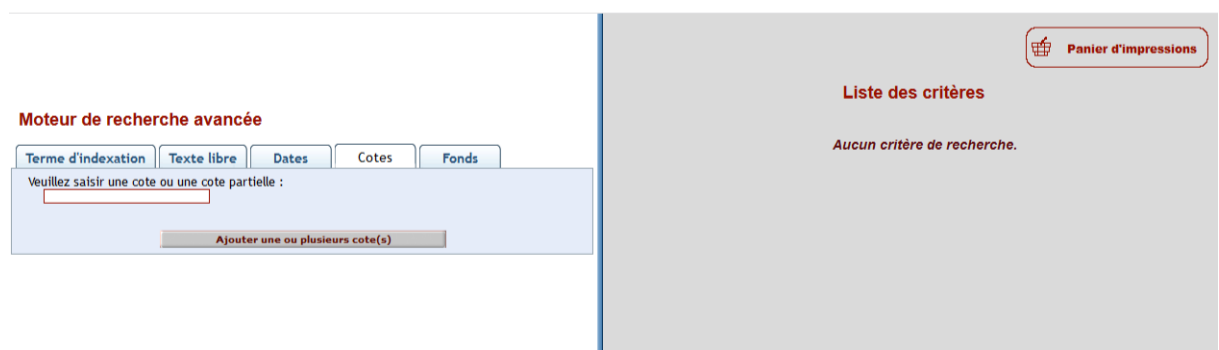 Moteur de recherche avancée
Terme d'indexation Texte libre Dates Cotes Fonds
Veuillez saisir une cote ou une cote partielle :
Ajouter une ou plusieurs cote(s)
Panier d'impressions
Liste des critères
Aucun critère de recherche.